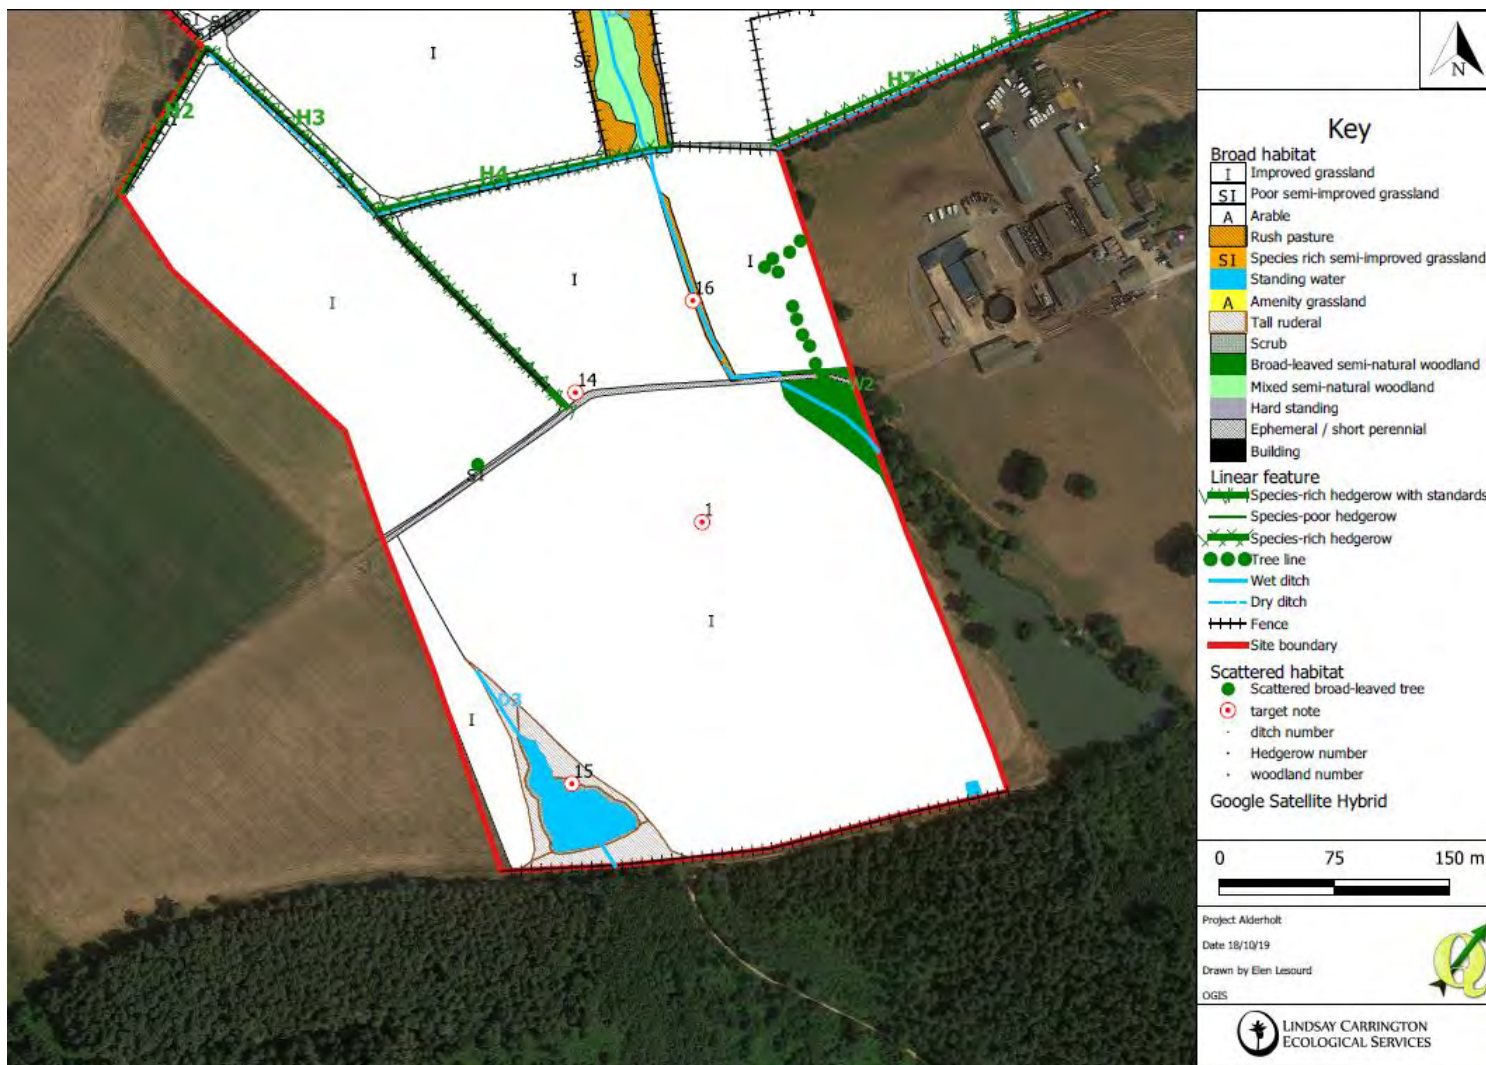 SI
SI
I
SI
H7
H2
H3
H4
SI
I
I
I
16
14
W2
SI
1
I
D3
I
15
N
Key
Broad habitat
I Improved grassland
SI Poor semi-improved grassland
A Arable
Rush pasture
SI Species rich semi-improved grassland
Standing water
A Amenity grassland
Tall ruderal
Scrub
Broad-leaved semi-natural woodland
Mixed semi-natural woodland
Hard standing
Ephemeral / short perennial
Building
Linear feature
Species-rich hedgerow with standards
Species-poor hedgerow
Species-rich hedgerow
Tree line
Wet ditch
Dry ditch
Fence
Site boundary
Scattered habitat
Scattered broad-leaved tree
target note
ditch number
Hedgerow number
woodland number
Google Satellite Hybrid
0 75 150 m
Project Alderholt
Date 18/10/19
Drawn by Elen Lesourd
QGIS
LINDSAY CARRINGTON
ECOLOGICAL SERVICES